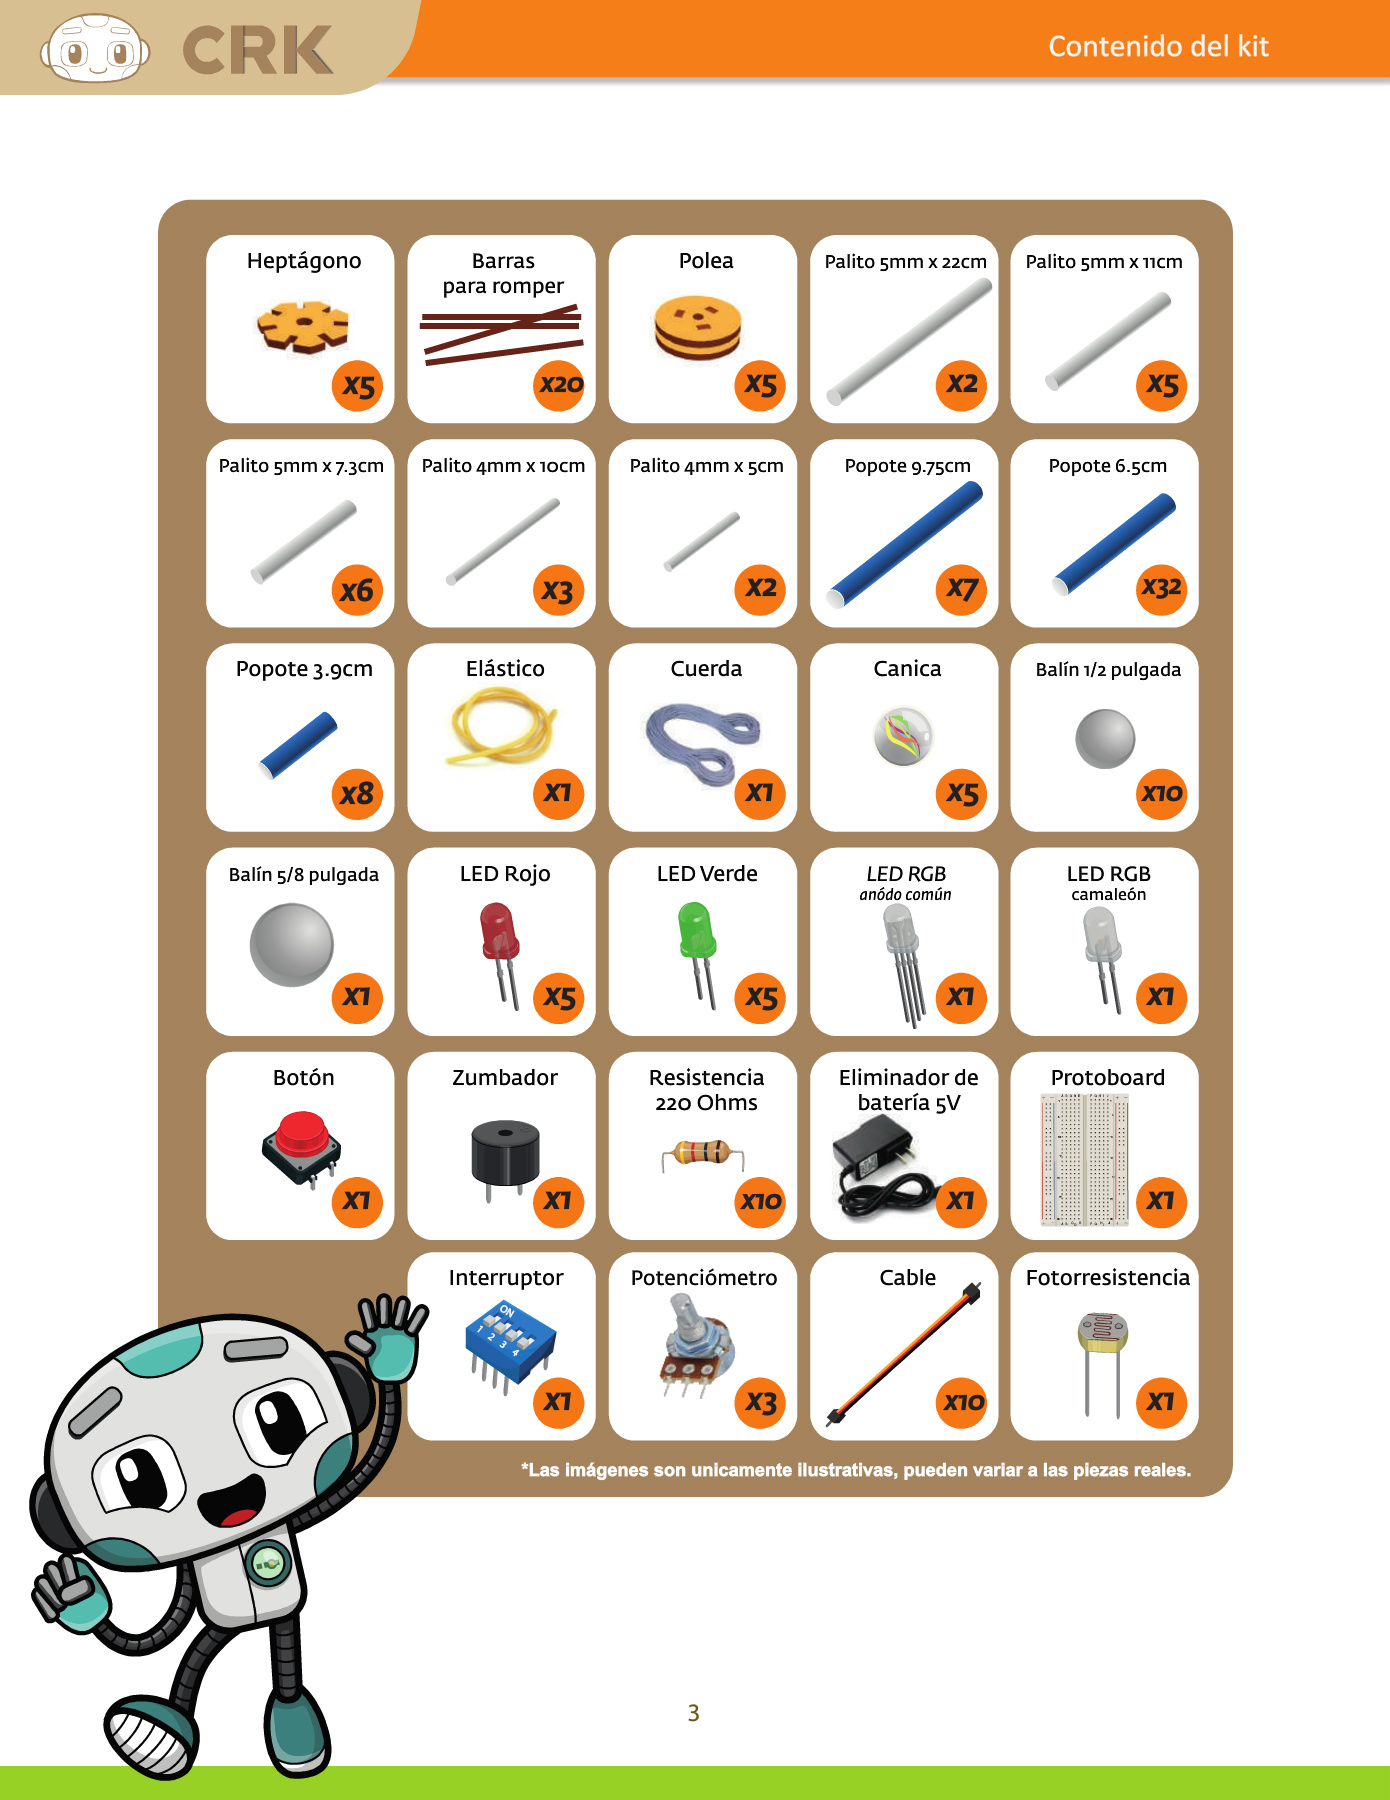 CRK
Contenido del kit
Heptágono
X5
Barras
para romper
X20
Polea
X5
Palito 5mm x 22cm
X2
Palito 5mm x 11cm
X5
Palito 5mm x 7.3cm
x6
Palito 4mm x 10cm
X3
Palito 4mm x 5cm
X2
Popote 9.75cm
X7
Popote 6.5cm
X32
Popote 3.9cm
x8
Elástico
X1
Cuerda
X1
Canica
X5
Balín 1/2 pulgada
X10
Balín 5/8 pulgada
X1
LED Rojo
X5
LED Verde
X5
LED RGB
anódo común
X1
LED RGB
camaleón
X1
Botón
X1
Zumbador
X1
Resistencia
220 Ohms
X10
Eliminador de
batería 5V
X1
Protoboard
X1
Interruptor
ON
1 2 3 4
X1
Potenciómetro
X3
Cable
X10
Fotorresistencia
X1
*Las imágenes son unicamente ilustrativas, pueden variar a las piezas reales.
3